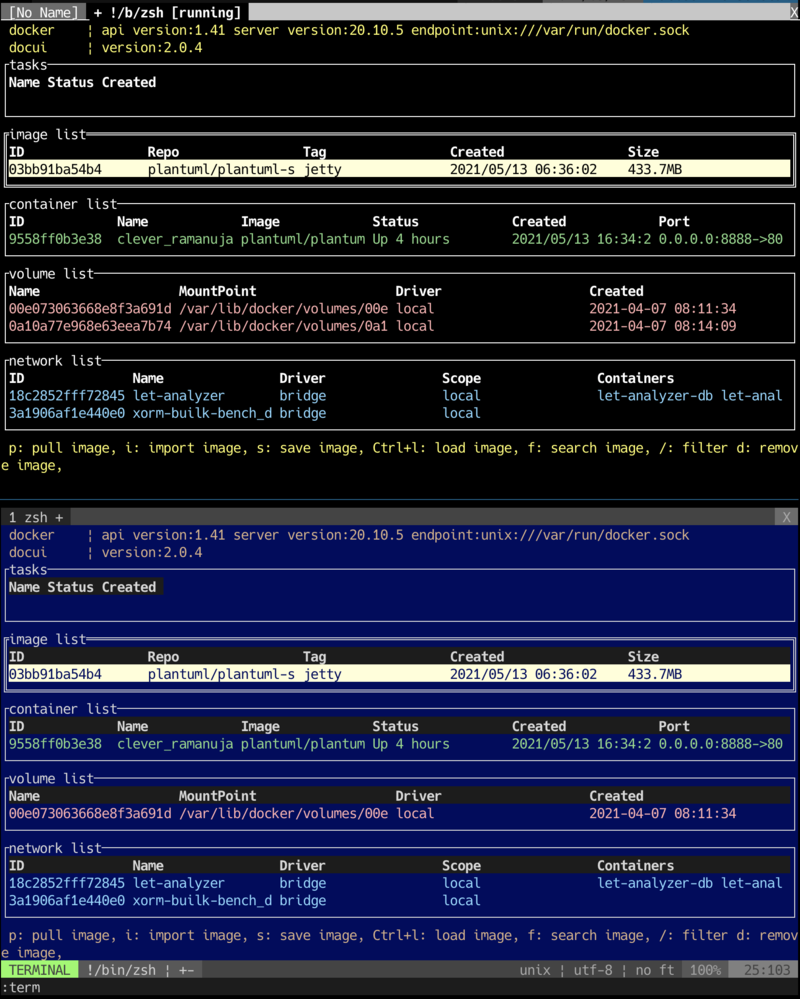 [No Name] + !/b/zsh [running] X
docker ¦ api version:1.41 server version:20.10.5 endpoint:unix:///var/run/docker.sock
docui ¦ version:2.0.4
tasks
Name Status Created
image list
ID Repo Tag Created Size
03bb91ba54b4 plantuml/plantuml-s jetty 2021/05/13 06:36:02 433.7MB
container list
ID Name Image Status Created Port
9558ff0b3e38 clever_ramanuja plantuml/plantum Up 4 hours 2021/05/13 16:34:2 0.0.0.0:8888->80
volume list
Name MountPoint Driver Created
00e073063668e8f3a691d /var/lib/docker/volumes/00e local 2021-04-07 08:11:34
0a10a77e968e63eea7b74 /var/lib/docker/volumes/0a1 local 2021-04-07 08:14:09
network list
ID Name Driver Scope Containers
18c2852fff72845 let-analyzer bridge local let-analyzer-db let-anal
3a1906af1e440e0 xorm-builk-bench_d bridge local
p: pull image, i: import image, s: save image, Ctrl+l: load image, f: search image, /: filter d: remov
e image,
1 zsh + X
docker ¦ api version:1.41 server version:20.10.5 endpoint:unix:///var/run/docker.sock
docui ¦ version:2.0.4
tasks
Name Status Created
image list
ID Repo Tag Created Size
03bb91ba54b4 plantuml/plantuml-s jetty 2021/05/13 06:36:02 433.7MB
container list
ID Name Image Status Created Port
9558ff0b3e38 clever_ramanuja plantuml/plantum Up 4 hours 2021/05/13 16:34:2 0.0.0.0:8888->80
volume list
Name MountPoint Driver Created
00e073063668e8f3a691d /var/lib/docker/volumes/00e local 2021-04-07 08:11:34
network list
ID Name Driver Scope Containers
18c2852fff72845 let-analyzer bridge local let-analyzer-db let-anal
3a1906af1e440e0 xorm-builk-bench_d bridge local
p: pull image, i: import image, s: save image, Ctrl+l: load image, f: search image, /: filter d: remov
e image,
TERMINAL !/bin/zsh ¦ +- unix ¦ utf-8 ¦ no ft 100% 25:103
:term